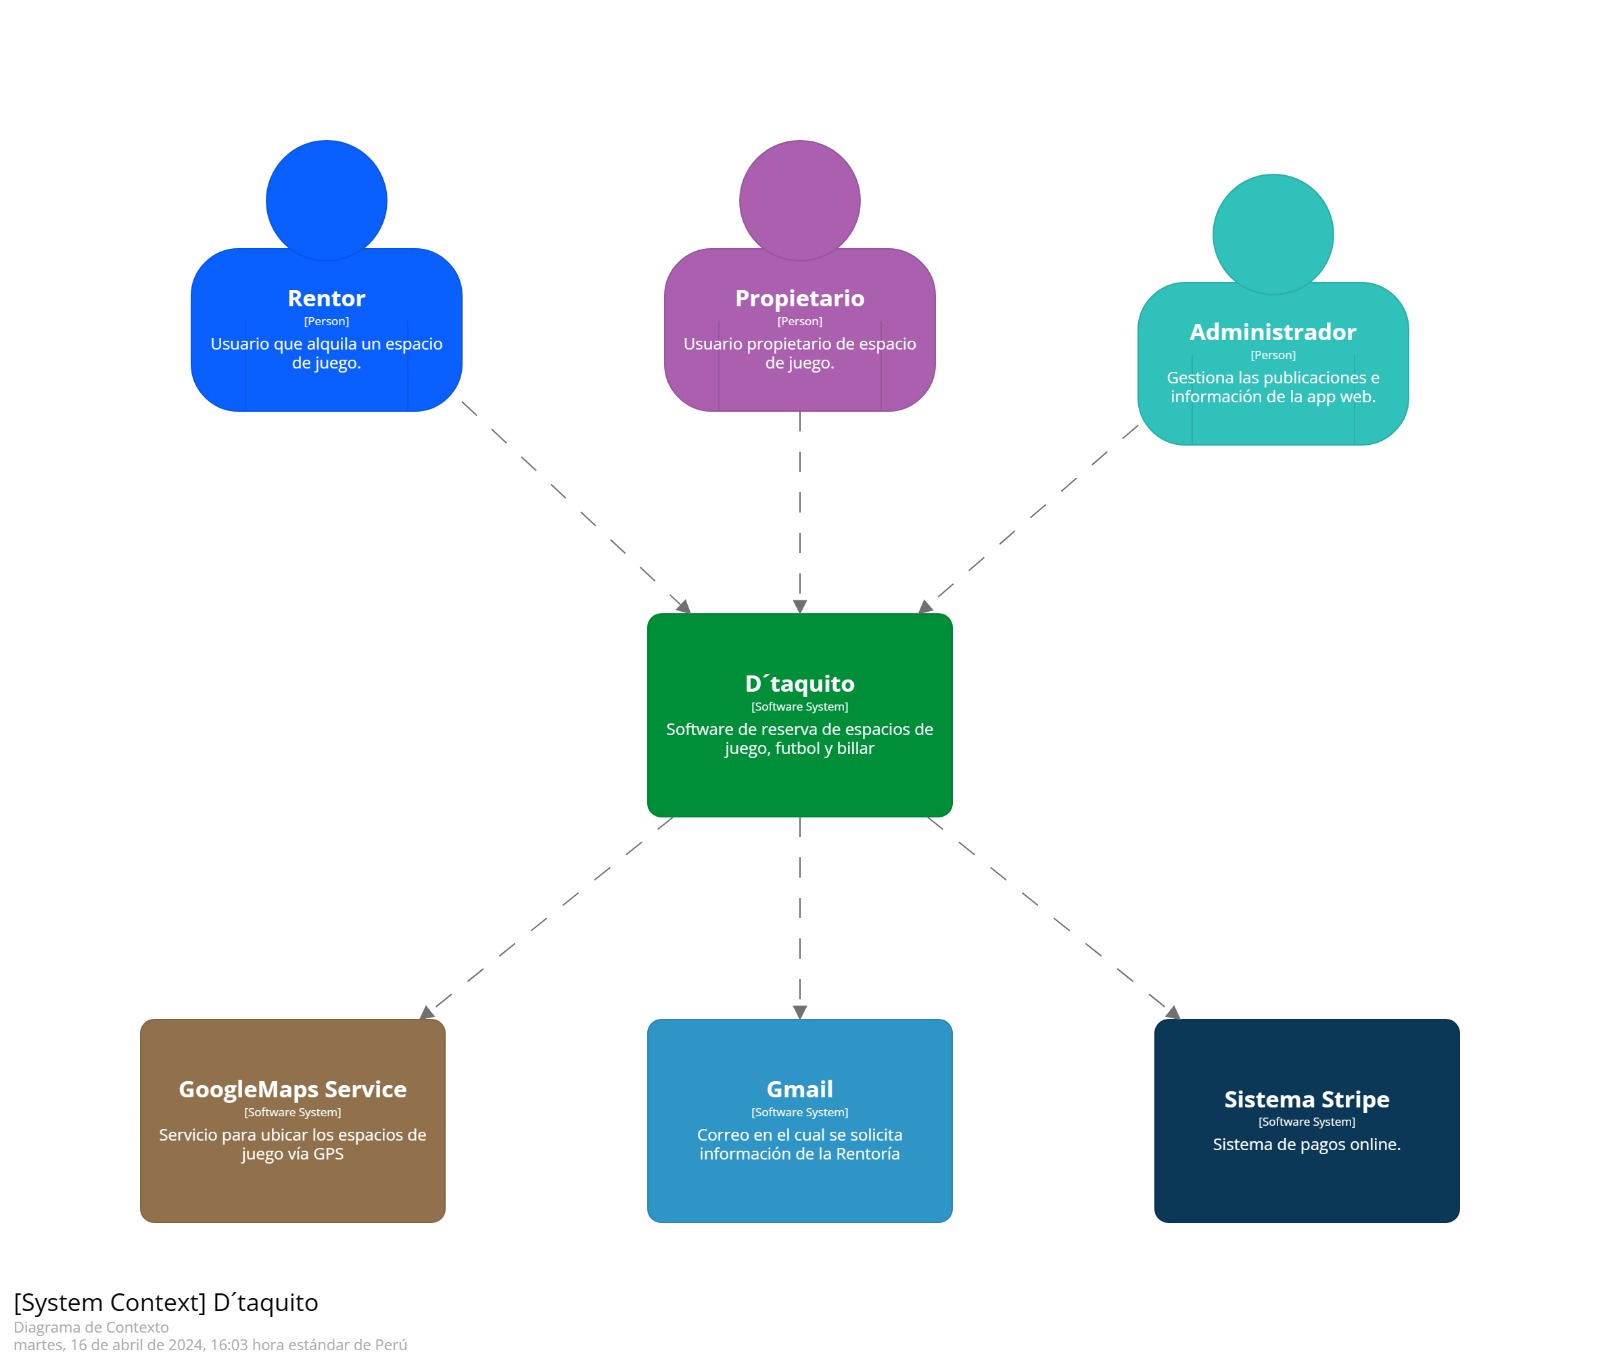 Rentor
[Person]
Usuario que alquila un espacio
de juego.
Propietario
[Person]
Usuario propietario de espacio
de juego.
Administrador
[Person]
Gestiona las publicaciones e
información de la app web.
D´taquito
[Software System]
Software de reserva de espacios de
juego, futbol y billar
GoogleMaps Service
[Software System]
Servicio para ubicar los espacios de
juego vía GPS
Gmail
[Software System]
Correo en el cual se solicita
información de la Rentoría
Sistema Stripe
[Software System]
Sistema de pagos online.
[System Context] D´taquito
Diagrama de Contexto
martes, 16 de abril de 2024, 16:03 hora estándar de Perú